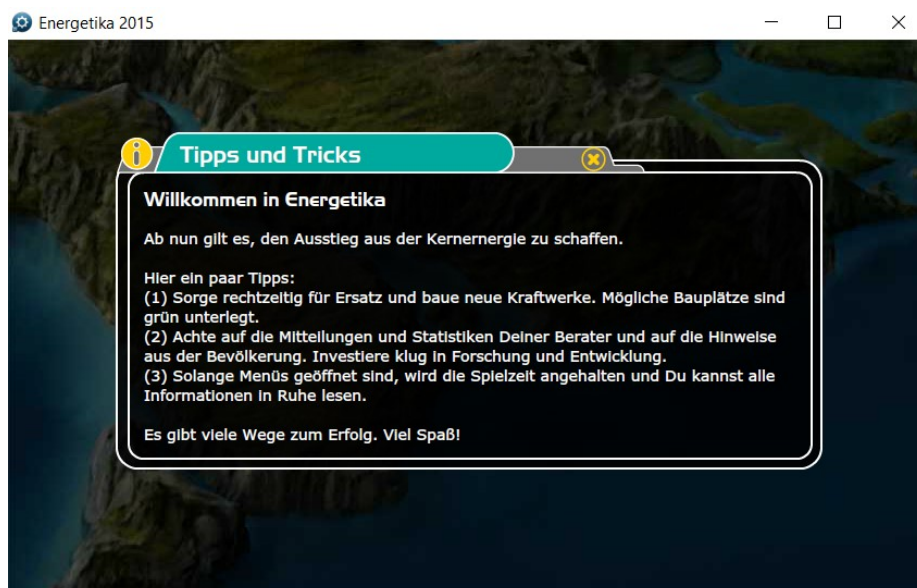 Energetika 2015
Tipps und Tricks
Willkommen in Energetika
Ab nun gilt es, den Ausstieg aus der Kernernergie zu schaffen.
Hier ein paar Tipps:
(1) Sorge rechtzeitig für Ersatz und baue neue Kraftwerke. Mögliche Bauplätze sind
grün unterlegt.
(2) Achte auf die Mitteilungen und Statistiken Deiner Berater und auf die Hinweise
aus der Bevölkerung. Investiere klug in Forschung und Entwicklung.
(3) Solange Menüs geöffnet sind, wird die Spielzeit angehalten und Du kannst alle
Informationen in Ruhe lesen.
Es gibt viele Wege zum Erfolg. Viel Spaß!